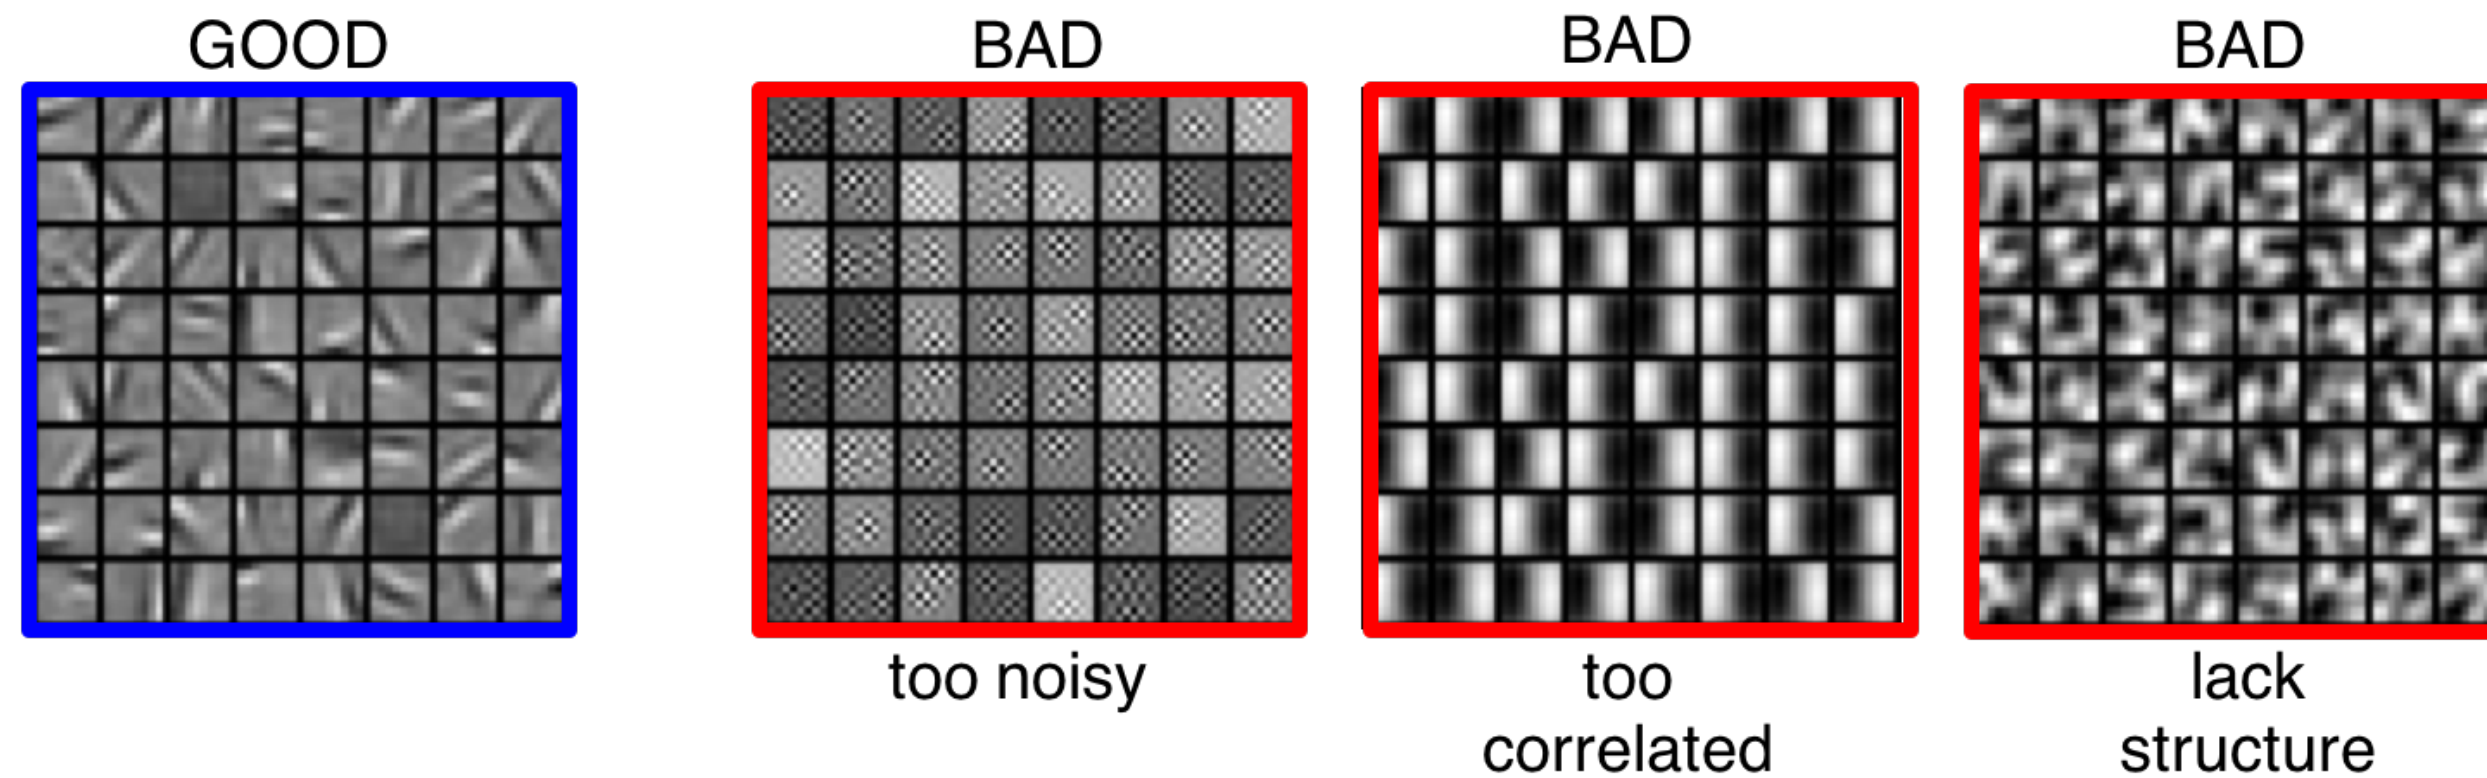 GOOD
BAD
BAD
BAD
too noisy
too
correlated
lack
structure